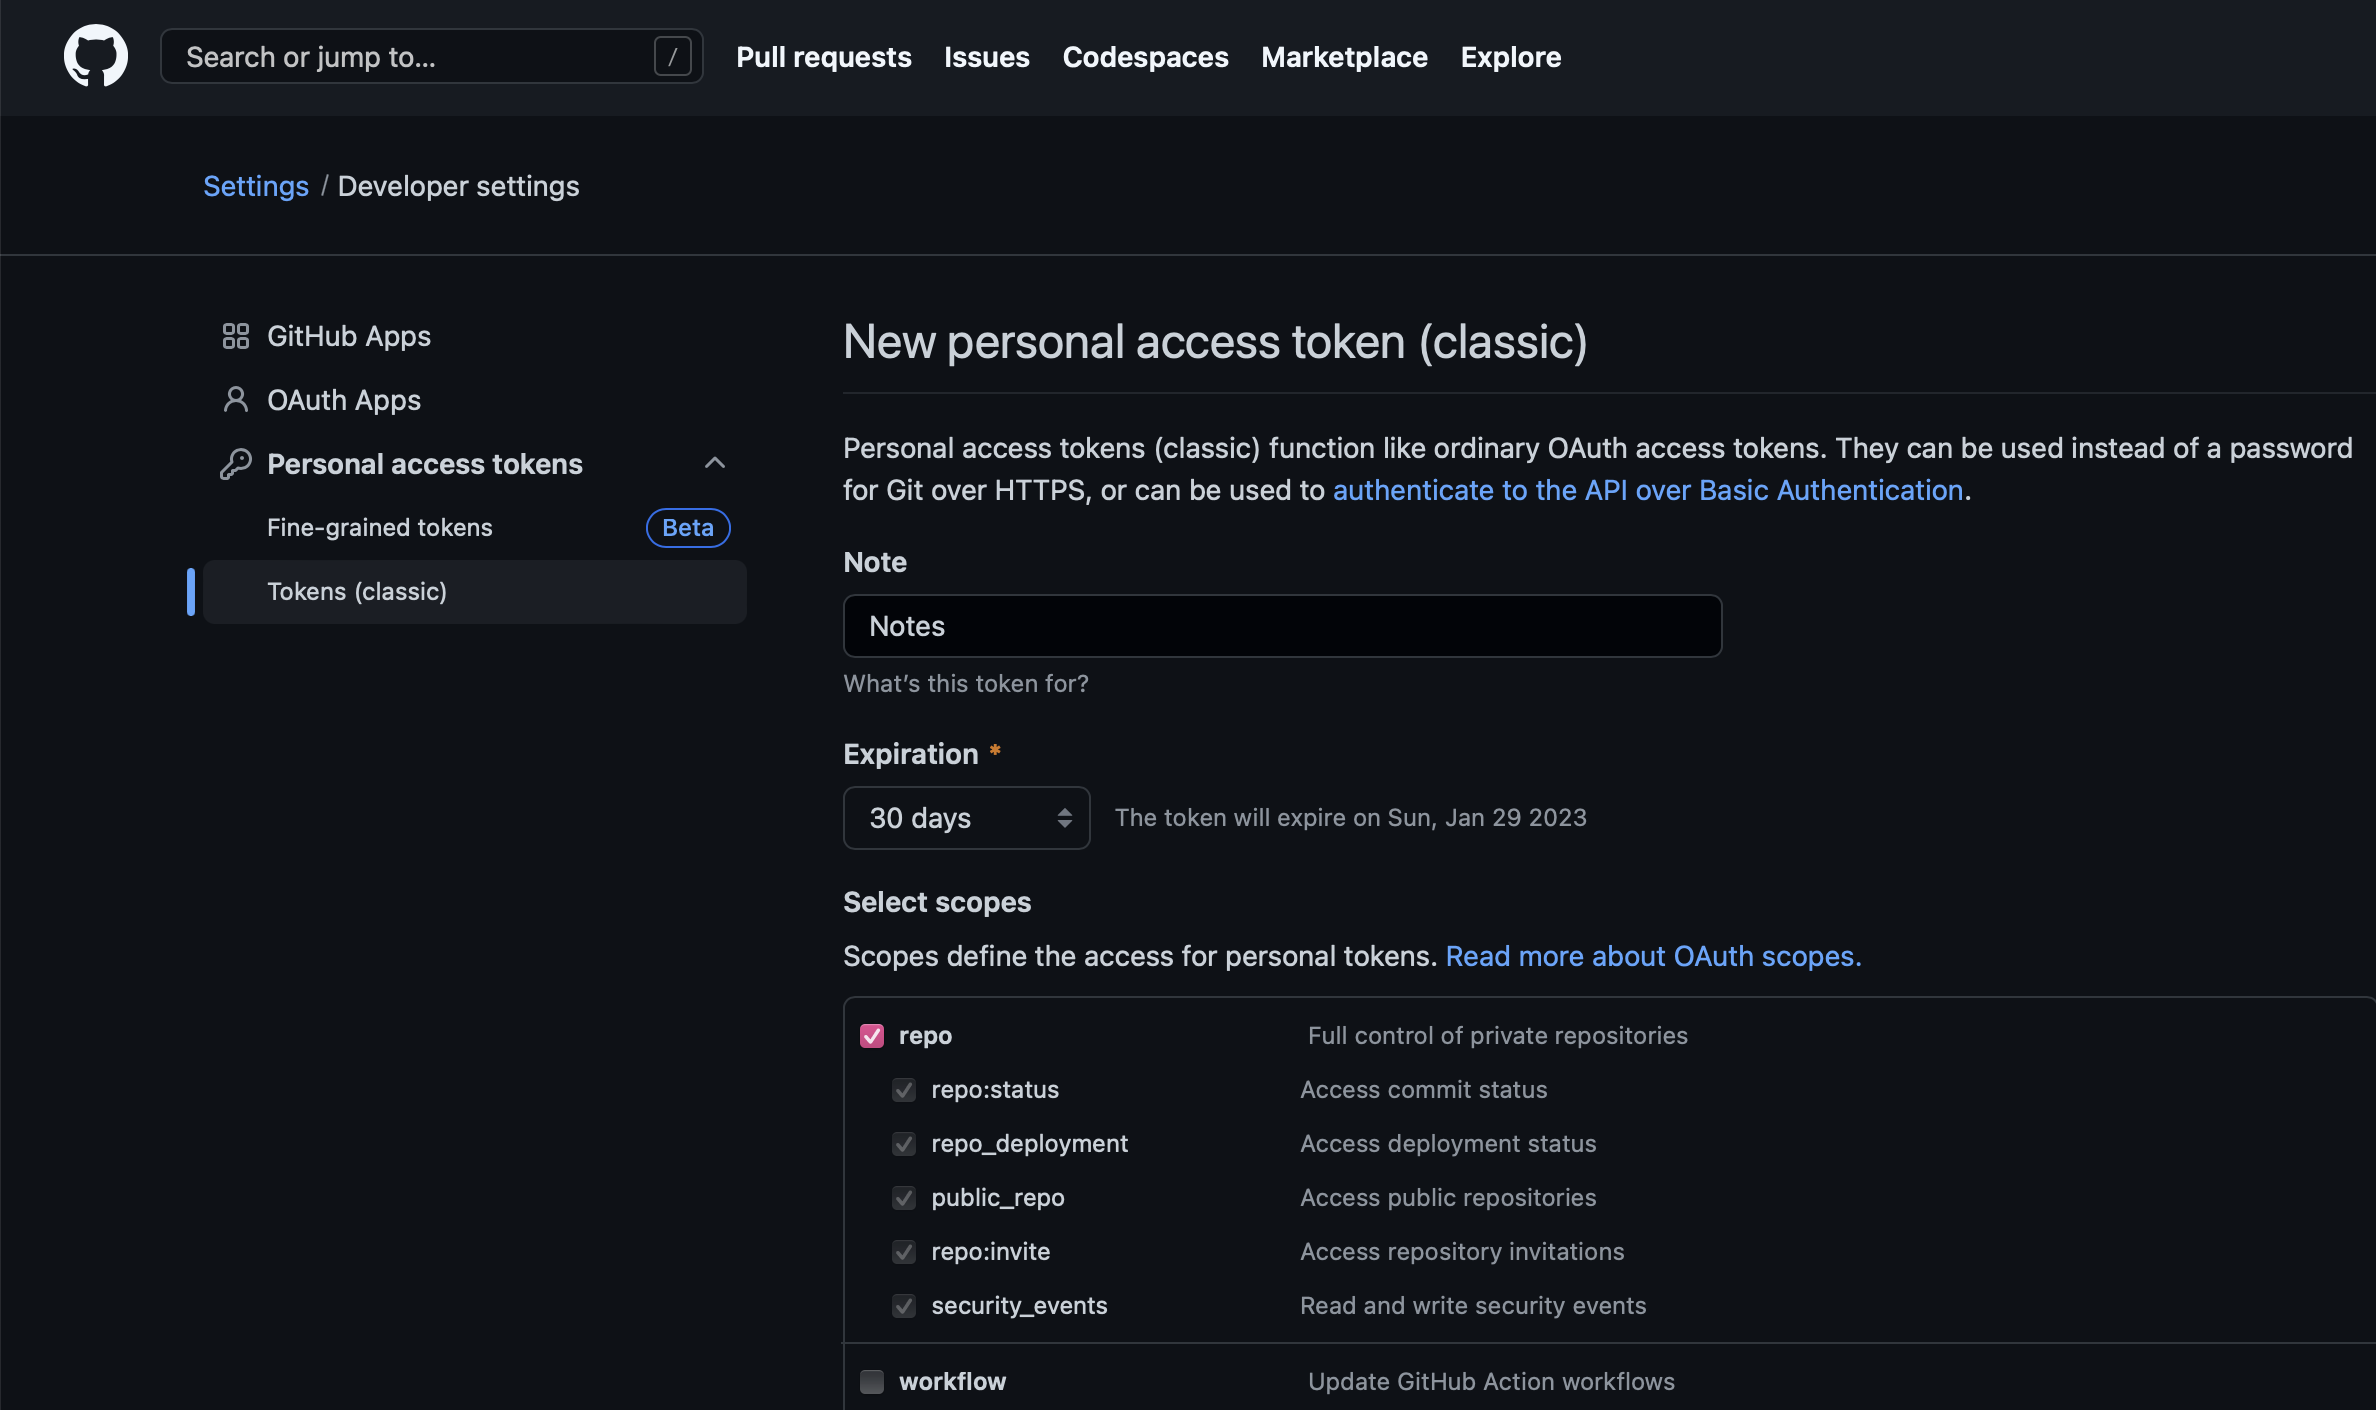 Search or jump to... /
Pull requests Issues Codespaces Marketplace Explore
Settings / Developer settings
GitHub Apps
OAuth Apps
Personal access tokens
Fine-grained tokens Beta
Tokens (classic)
New personal access token (classic)
Personal access tokens (classic) function like ordinary OAuth access tokens. They can be used instead of a password
for Git over HTTPS, or can be used to authenticate to the API over Basic Authentication.
Note
Notes
What's this token for?
Expiration *
30 days The token will expire on Sun, Jan 29 2023
Select scopes
Scopes define the access for personal tokens. Read more about OAuth scopes.
repo Full control of private repositories
repo:status Access commit status
repo_deployment Access deployment status
public_repo Access public repositories
repo:invite Access repository invitations
security_events Read and write security events
workflow Update GitHub Action workflows